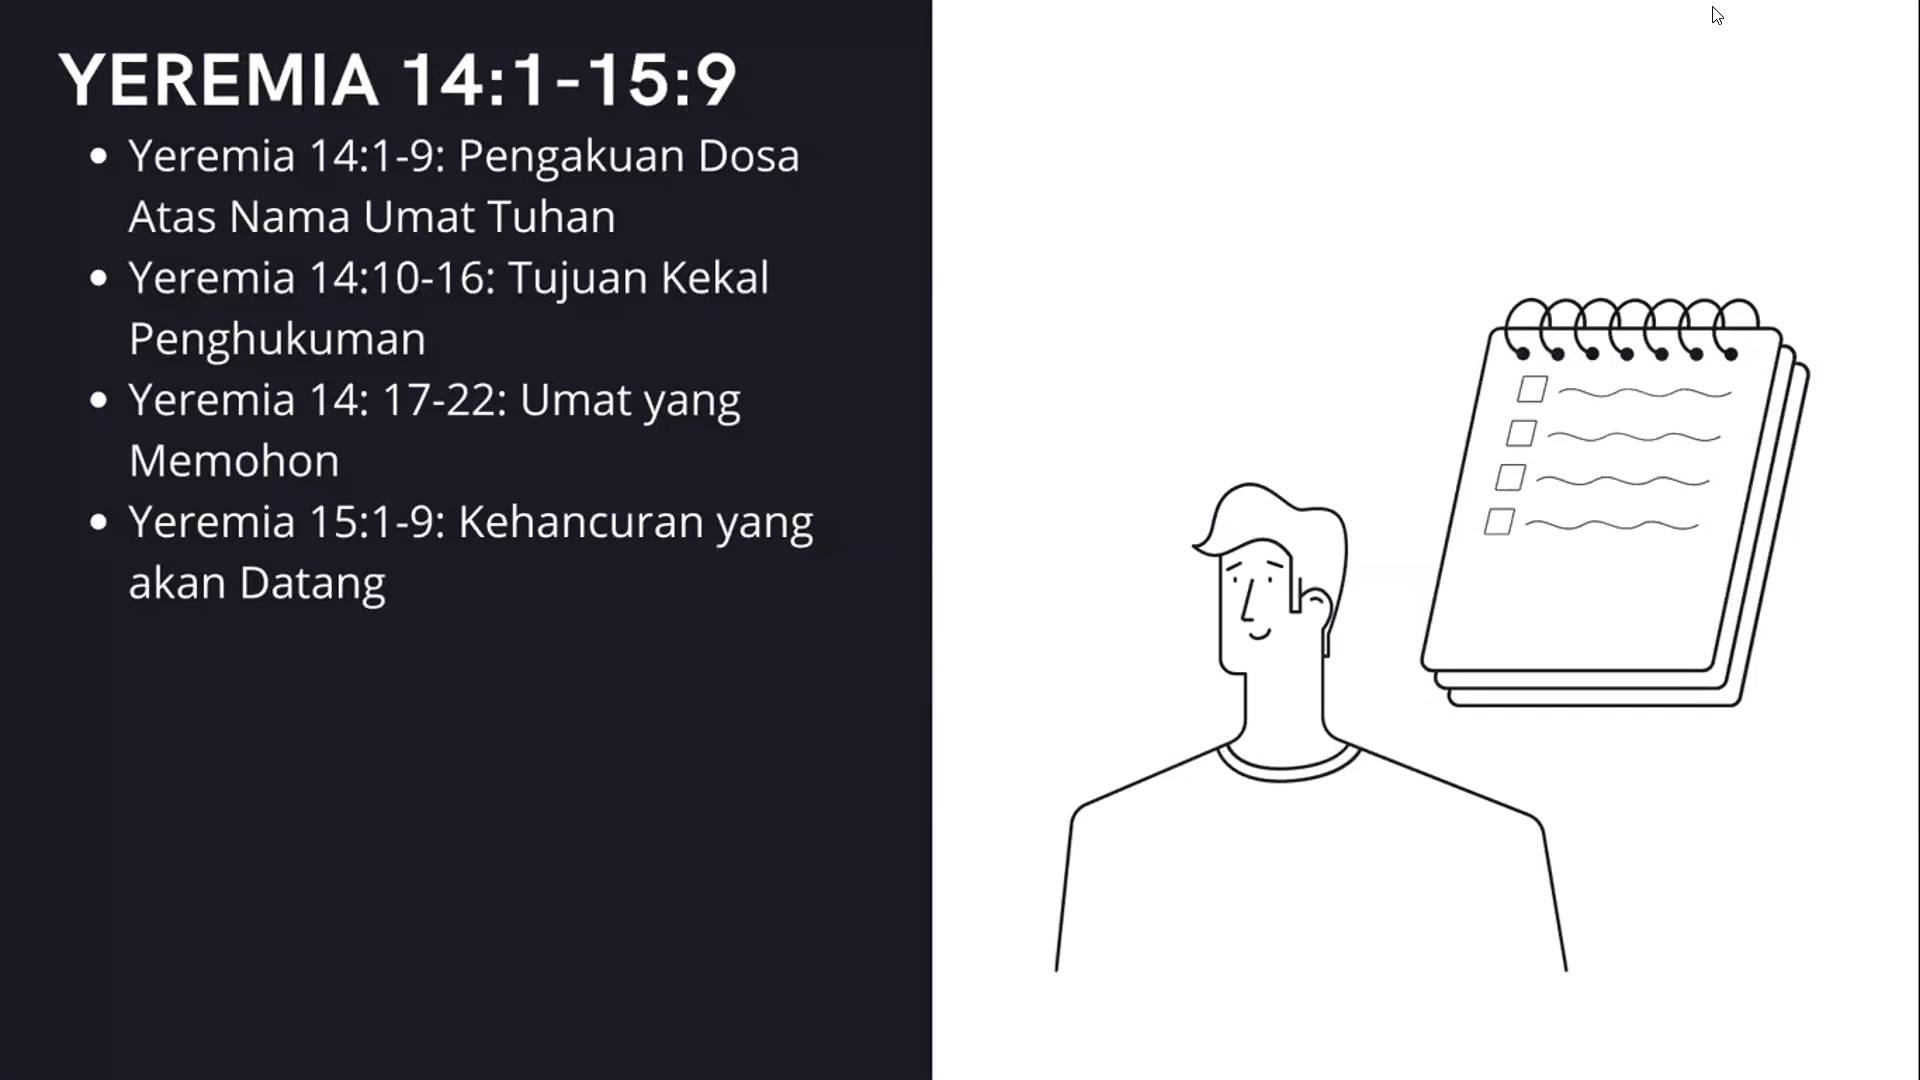 YEREMIA 14:1-15:9
• Yeremia 14:1-9: Pengakuan Dosa
Atas Nama Umat Tuhan
• Yeremia 14:10-16: Tujuan Kekal
Penghukuman
• Yeremia 14: 17-22: Umat yang
Memohon
• Yeremia 15:1-9: Kehancuran yang
akan Datang